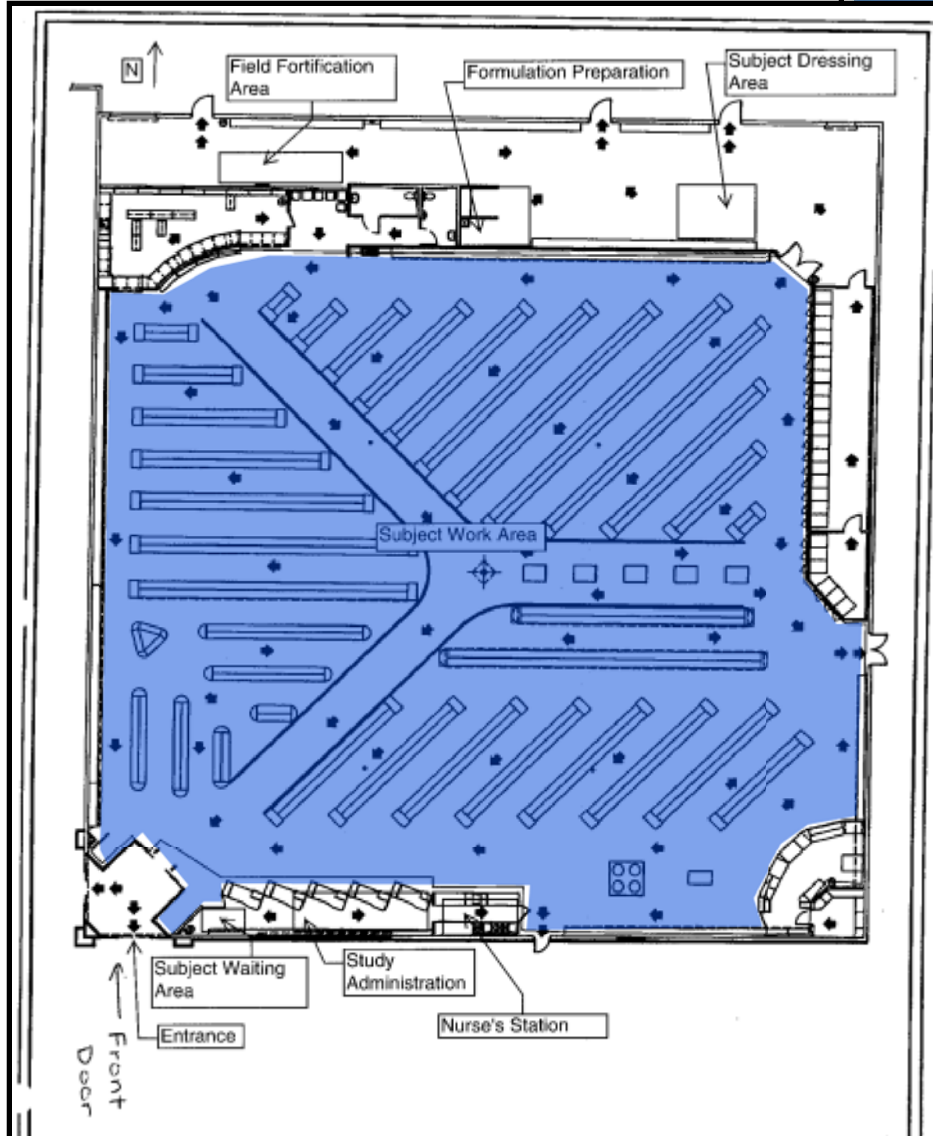 N
Field Fortification
Area
Formulation Preparation
Subject Dressing
Area
Subject Work Area
Subject Waiting
Area
Study
Administration
Nurse's Station
Entrance
Front
Door